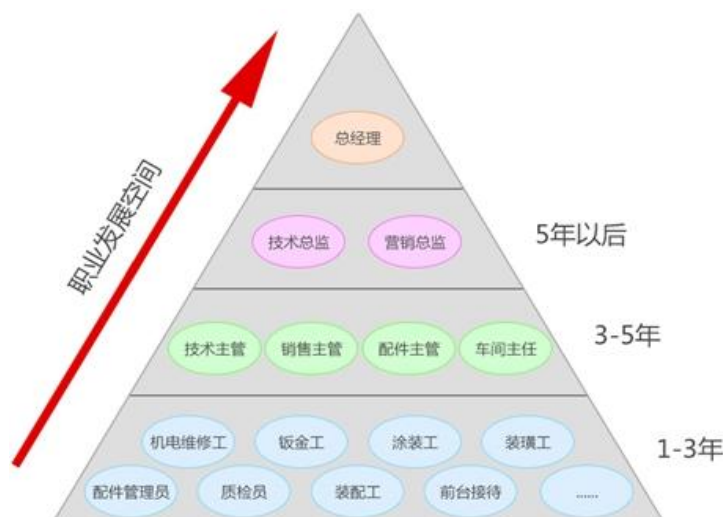 总经理
技术总监 营销总监
5年以后
职业发展空间
技术主管 销售主管 配件主管 车间主任
3-5年
机电维修工 钣金工 涂装工 装璜工
1-3年
配件管理员 质检员 装配工 前台接待 ……